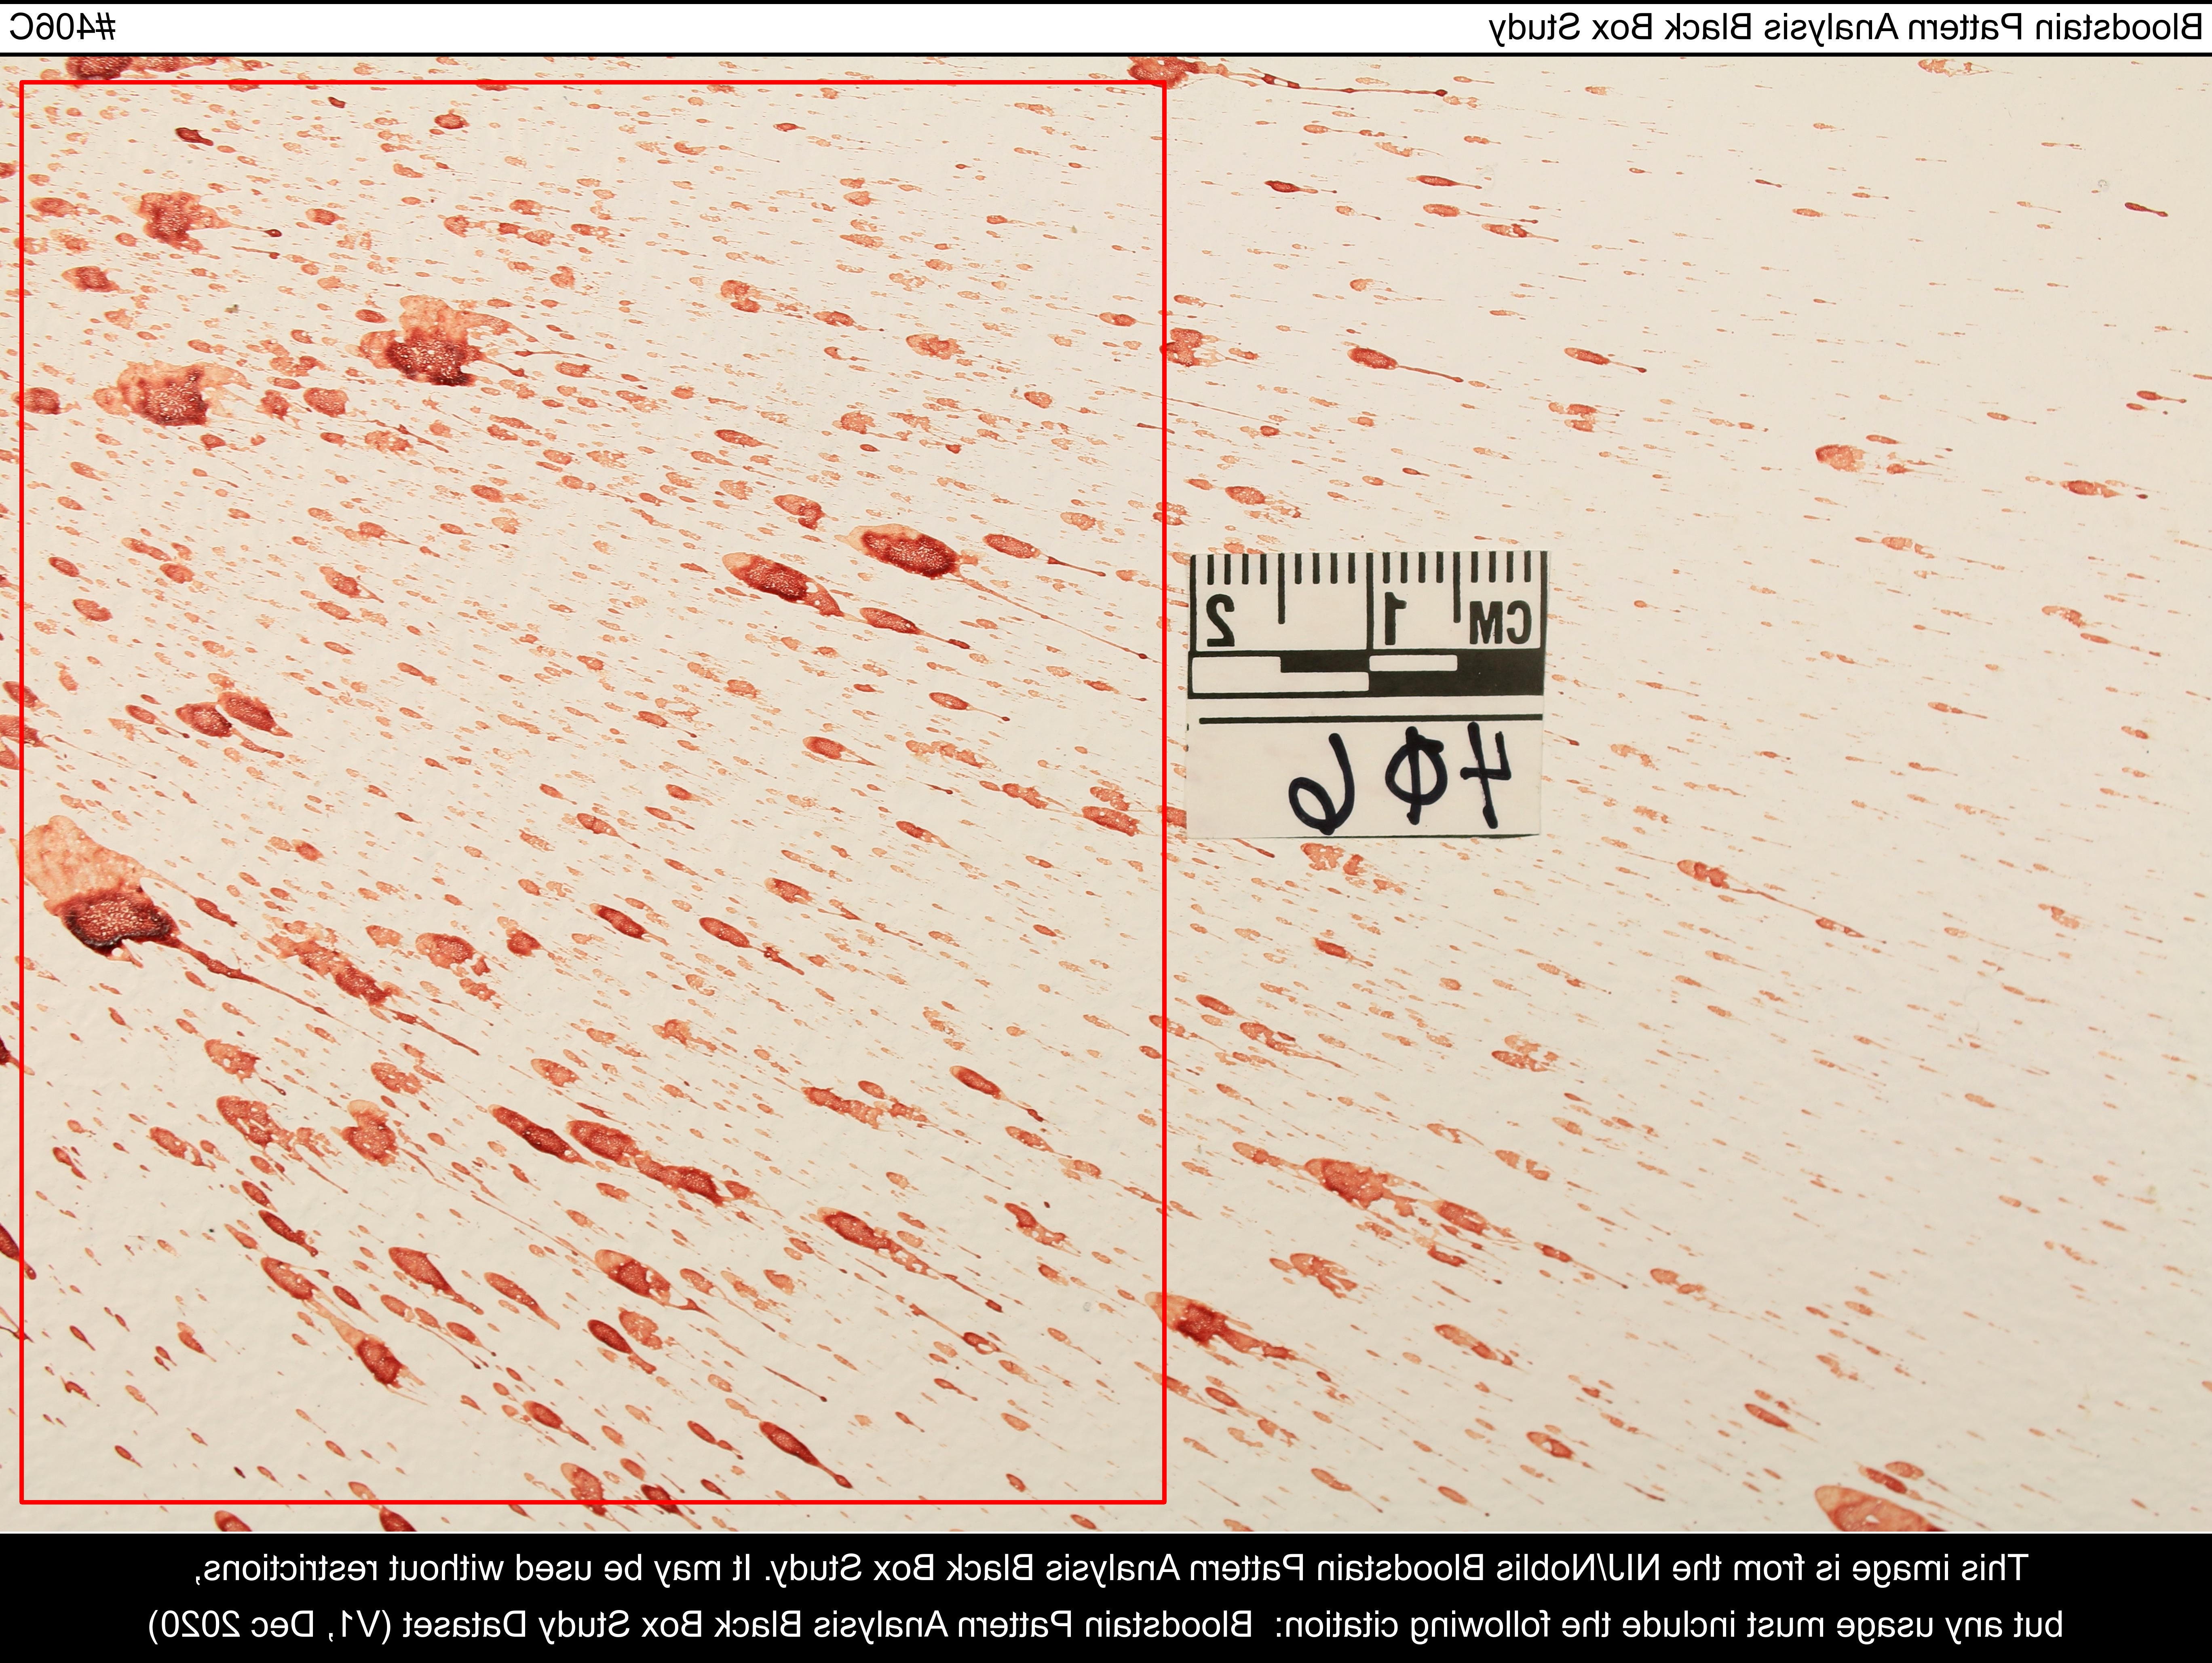 Bloodstain Pattern Analysis Black Box Study #406C
CM 1 2
406
This image is from the NIJ/Noblis Bloodstain Pattern Analysis Black Box Study. It may be used without restrictions,
but any usage must include the following citation: Bloodstain Pattern Analysis Black Box Study Dataset (V1, Dec 2020)